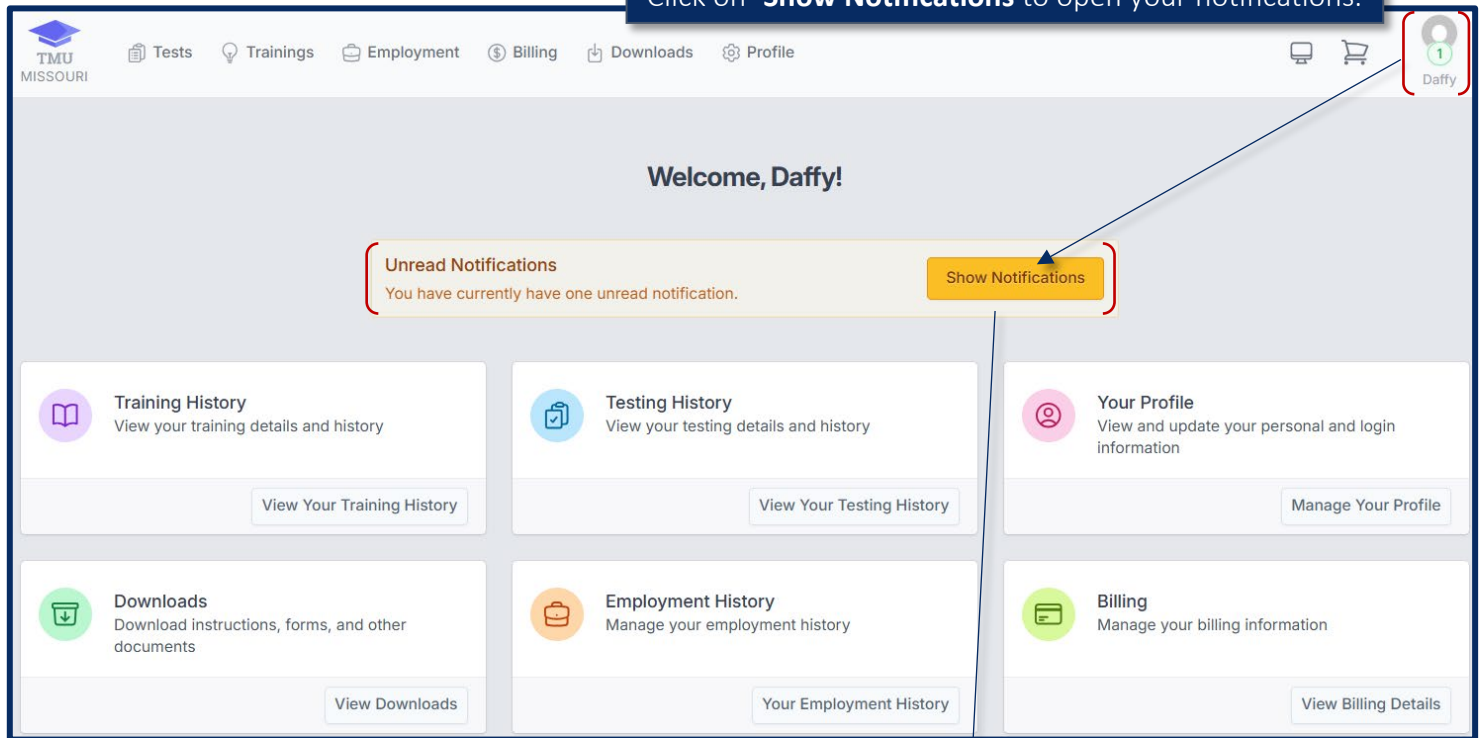 Click on 'Show Notifications' to open your notifications.
TMU
MISSOURI
Tests
Trainings
Employment
Billing
Downloads
Profile
1
Daffy
Welcome, Daffy!
Unread Notifications
You have currently have one unread notification.
Show Notifications
Training History
View your training details and history
View Your Training History
Testing History
View your testing details and history
View Your Testing History
Your Profile
View and update your personal and login
information
Manage Your Profile
Downloads
Download instructions, forms, and other
documents
View Downloads
Employment History
Manage your employment history
Your Employment History
Billing
Manage your billing information
View Billing Details